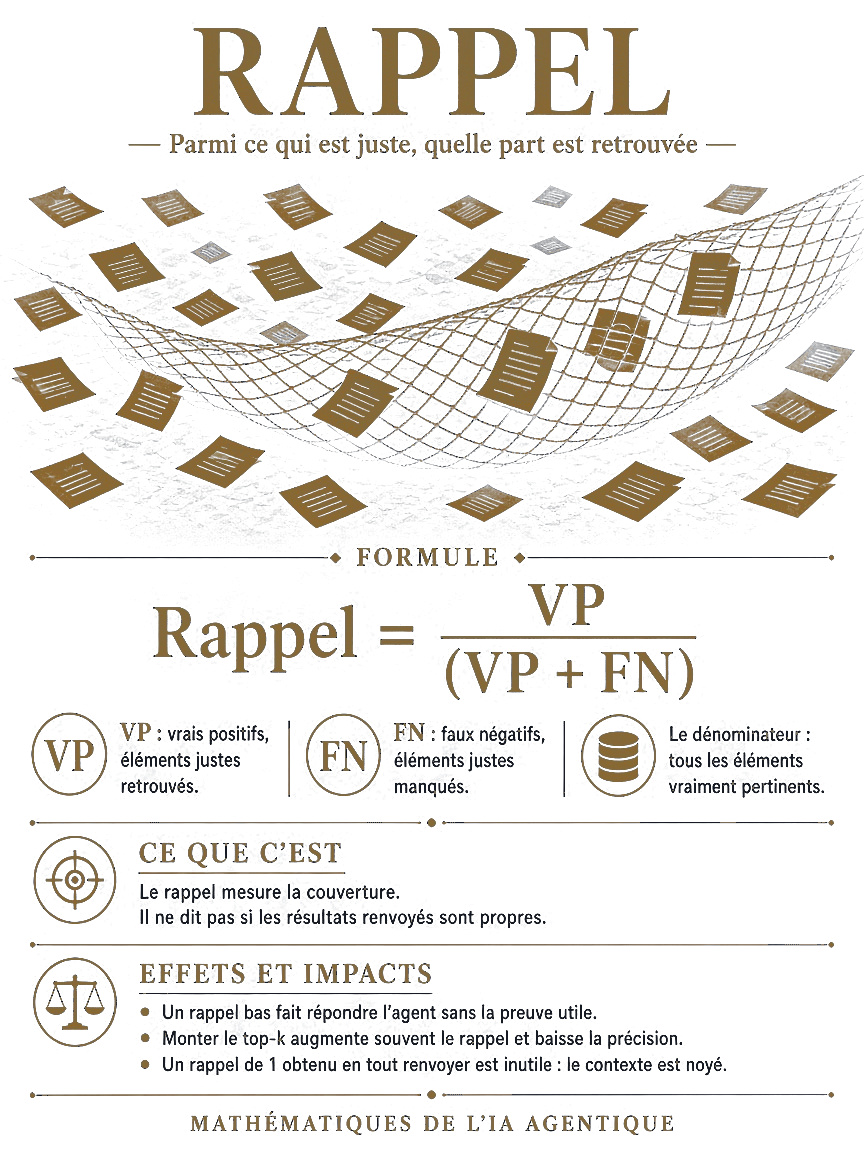 RAPPEL
— Parmi ce qui est juste, quelle part est retrouvée —
FORMULE
Rappel = VP
(VP + FN)
VP
VP : vrais positifs,
éléments justes
retrouvés.
FN
FN : faux négatifs,
éléments justes
manqués.
Le dénominateur :
tous les éléments
vraiment pertinents.
CE QUE C’EST
Le rappel mesure la couverture.
Il ne dit pas si les résultats renvoyés sont propres.
EFFETS ET IMPACTS
• Un rappel bas fait répondre l’agent sans la preuve utile.
• Monter le top-k augmente souvent le rappel et baisse la précision.
• Un rappel de 1 obtenu en tout renvoyer est inutile : le contexte est noyé.
MATHÉMATIQUES DE L’IA AGENTIQUE